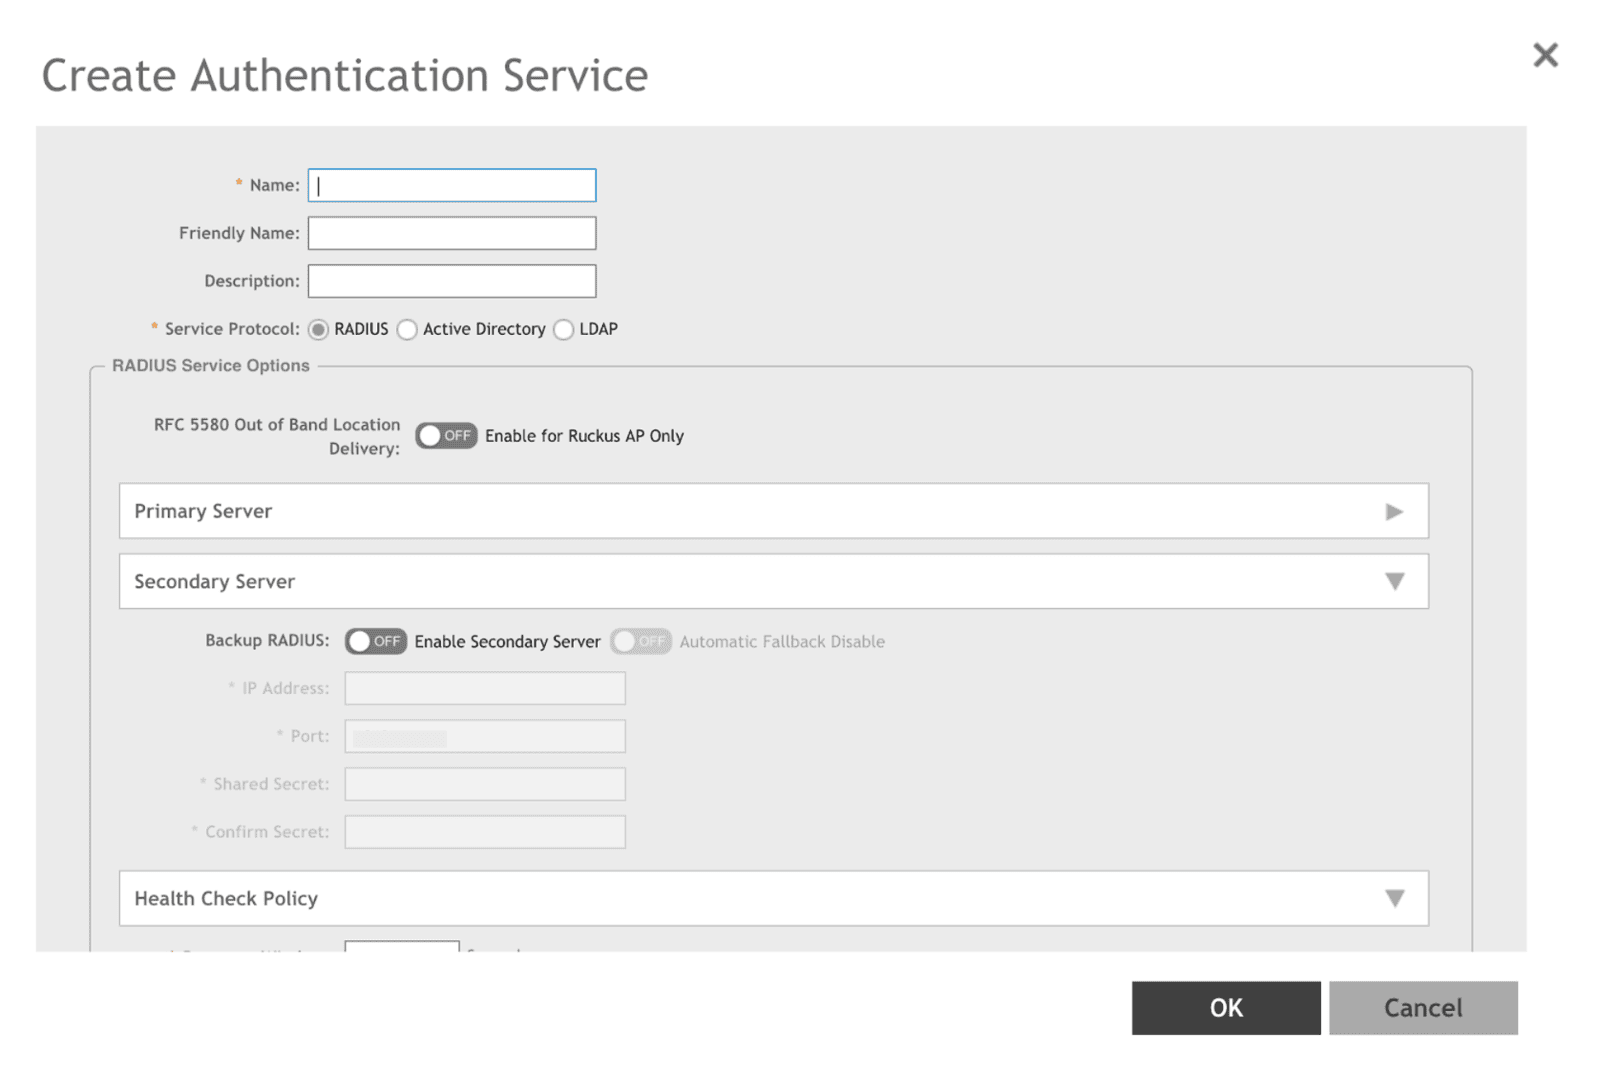 Create Authentication Service
* Name:
Friendly Name:
Description:
* Service Protocol: RADIUS Active Directory LDAP
RADIUS Service Options
RFC 5580 Out of Band Location
Delivery: OFF Enable for Ruckus AP Only
Primary Server
Secondary Server
Backup RADIUS: OFF Enable Secondary Server OFF Automatic Fallback Disable
* IP Address:
* Port:
* Shared Secret:
* Confirm Secret:
Health Check Policy
OK Cancel